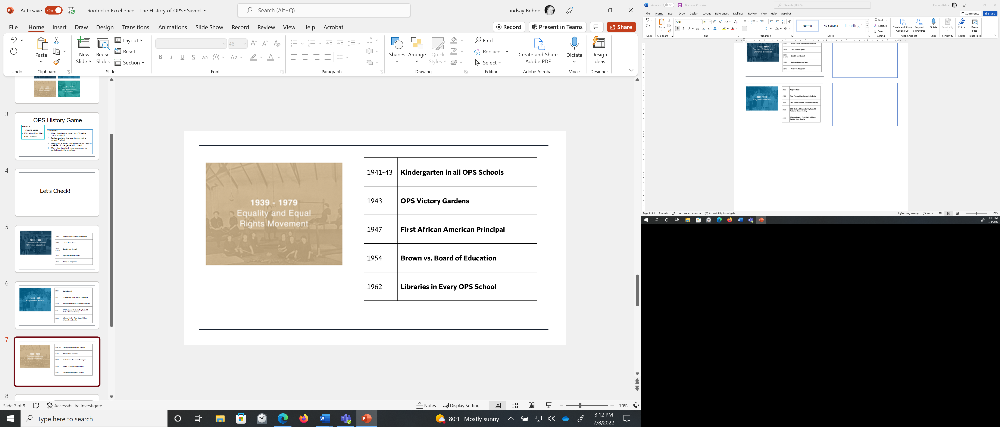 AutoSave On Rooted in Excellence - The History of OPS • Saved Search (Alt+Q) Lindsay Behne
File Home Insert Draw Design Transitions Animations Slide Show Record Review View Help Acrobat Record Present in Teams Share
Undo
Paste
Clipboard
New Slide
Reuse Slides
Layout
Reset
Section
Slides
46
Font
Paragraph
Shapes
Arrange
Quick Styles
Drawing
Find
Replace
Select
Editing
Create and Share Adobe PDF
Adobe Acrobat
Dictate
Voice
Design Ideas
Designer
3
OPS History Game
Materials:
- Timeline Cards
- Education Eras Mats
- Fact Checker
Directions:
1) When time begins, open your Timeline
Cards envelope
2) Review and sort the event cards to the
correct Era Mat
3) Keep your answers hidden/secret as best as
possible...it is a game with prizes!
4) When time is called, place any unsorted
cards back in the envelope
4
Let's Check!
5
1859 - 1899
Common Schools and
Universal Education
1862 Union Pacific Railroad established
1879 Lake School Opens
1895 & 1896 Gamble and Overall
1896 Sight and Hearing Tests
1896 Plessy vs. Ferguson
6
1899-1939
Progressive Reform
1900 Night School
1911 First Female High School Principals
1919 OPS Allows Female Teachers to Marry
1921 OPS National Firsts: Safety Patrol &
National Honor Society
1937 Alfonza Davis - First Black Military
Aviator from Omaha
7
1939 - 1979
Equality and Equal
Rights Movement
1941-43 Kindergarten in all OPS Schools
1943 OPS Victory Gardens
1947 First African American Principal
1954 Brown vs. Board of Education
1962 Libraries in Every OPS School
8
1939 - 1979
Equality and Equal
Rights Movement
1941-43 Kindergarten in all OPS Schools
1943 OPS Victory Gardens
1947 First African American Principal
1954 Brown vs. Board of Education
1962 Libraries in Every OPS School
Slide 7 of 9 Accessibility: Investigate Notes Display Settings 70%
Type here to search 80°F Mostly sunny 3:12 PM
7/8/2022
AutoSave Off Document3 - Word Search (Alt+Q) Lindsay Behne
File Home Insert Draw Design Layout References Mailings Review View Help Acrobat Comments Share
Paste
Arial 16
Normal No Spacing Heading 1
Find
Replace
Select
Create and Share Adobe PDF
Request Signatures
Dictate
Sensitivity
Editor
Reuse Files
Undo Clipboard Font Paragraph Styles Editing Adobe Acrobat Voice Sensitivity Editor Reuse Files
1859 - 1899
Common Schools and
Universal Education
1879 Lake School Opens
1895 & 1896 Gamble and Overall
1896 Sight and Hearing Tests
1896 Plessy vs. Ferguson
1899-1939
Progressive Reform
1900 Night School
1911 First Female High School Principals
1919 OPS Allows Female Teachers to Marry
1921 OPS National Firsts: Safety Patrol &
National Honor Society
1937 Alfonza Davis - First Black Military
Aviator from Omaha
Page 1 of 1 9 words Text Predictions: On Accessibility: Investigate Display Settings Focus 100%
3:12 PM
7/8/2022